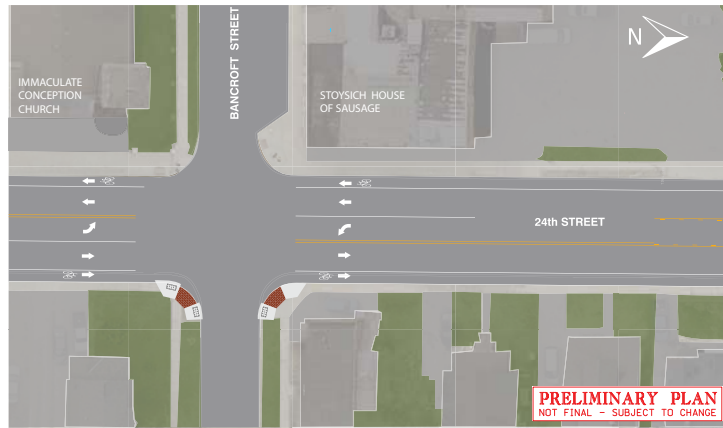 IMMACULATE
CONCEPTION
CHURCH
BANCROFT STREET
STOYSICH HOUSE
OF SAUSAGE
N
24th STREET
PRELIMINARY PLAN
NOT FINAL - SUBJECT TO CHANGE